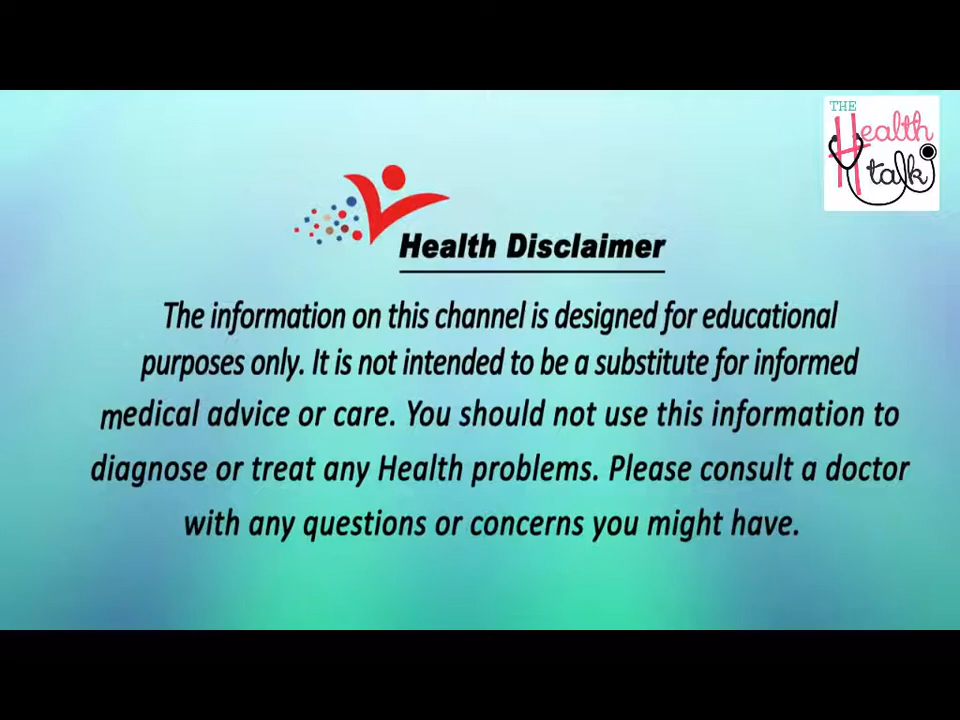 THE
Health
talk
Health Disclaimer
The information on this channel is designed for educational
purposes only. It is not intended to be a substitute for informed
medical advice or care. You should not use this information to
diagnose or treat any Health problems. Please consult a doctor
with any questions or concerns you might have.